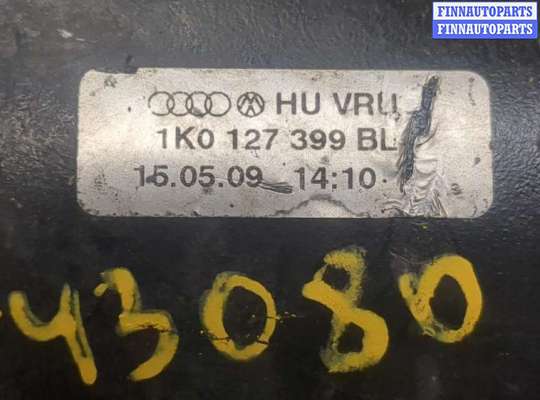 FINNAUTOPARTS
FINNAUTOPARTS
HU VRU
1K0 127 399 BL
15.05.09 14:10
43080